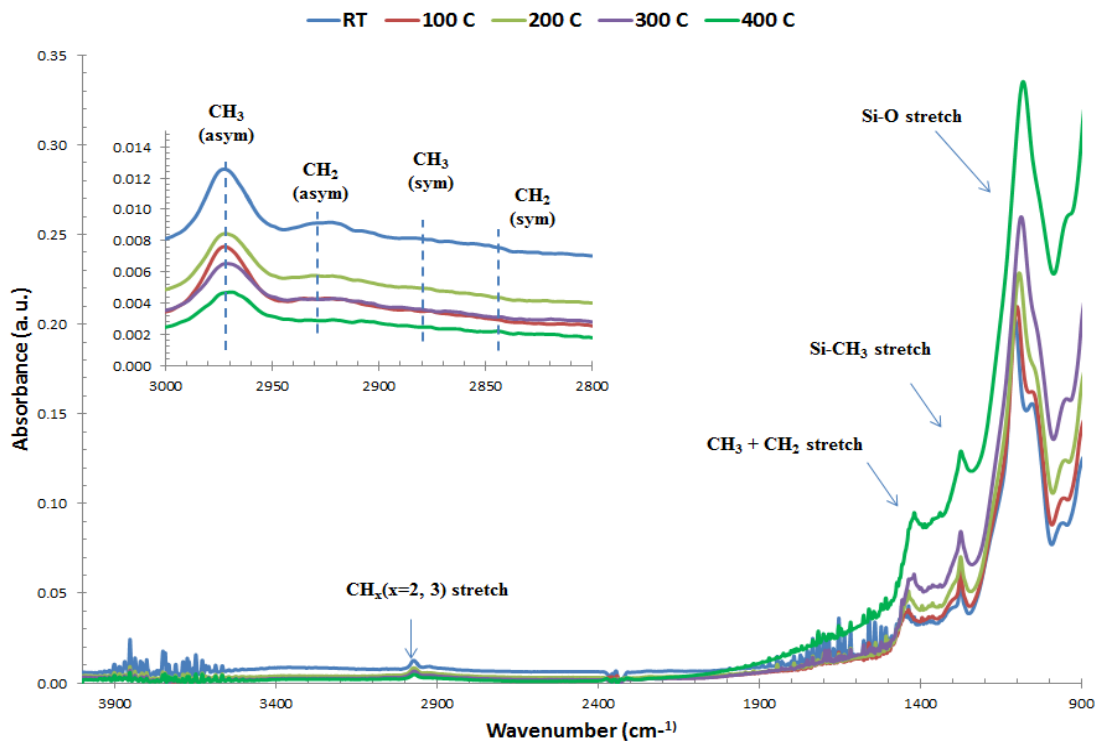 RT 100 C 200 C 300 C 400 C
0.35
0.30
0.25
0.20
0.15
0.10
0.05
0.00
Absorbance (a. u.)
3900 3400 2900 2400 1900 1400 900
Wavenumber (cm-¹)
CH₃
(asym)
CH₂
(asym)
CH₃
(sym)
CH₂
(sym)
0.014
0.012
0.010
0.008
0.006
0.004
0.002
0.000
3000 2950 2900 2850 2800
Si-O stretch
Si-CH₃ stretch
CH₃ + CH₂ stretch
CHₓ(x=2, 3) stretch